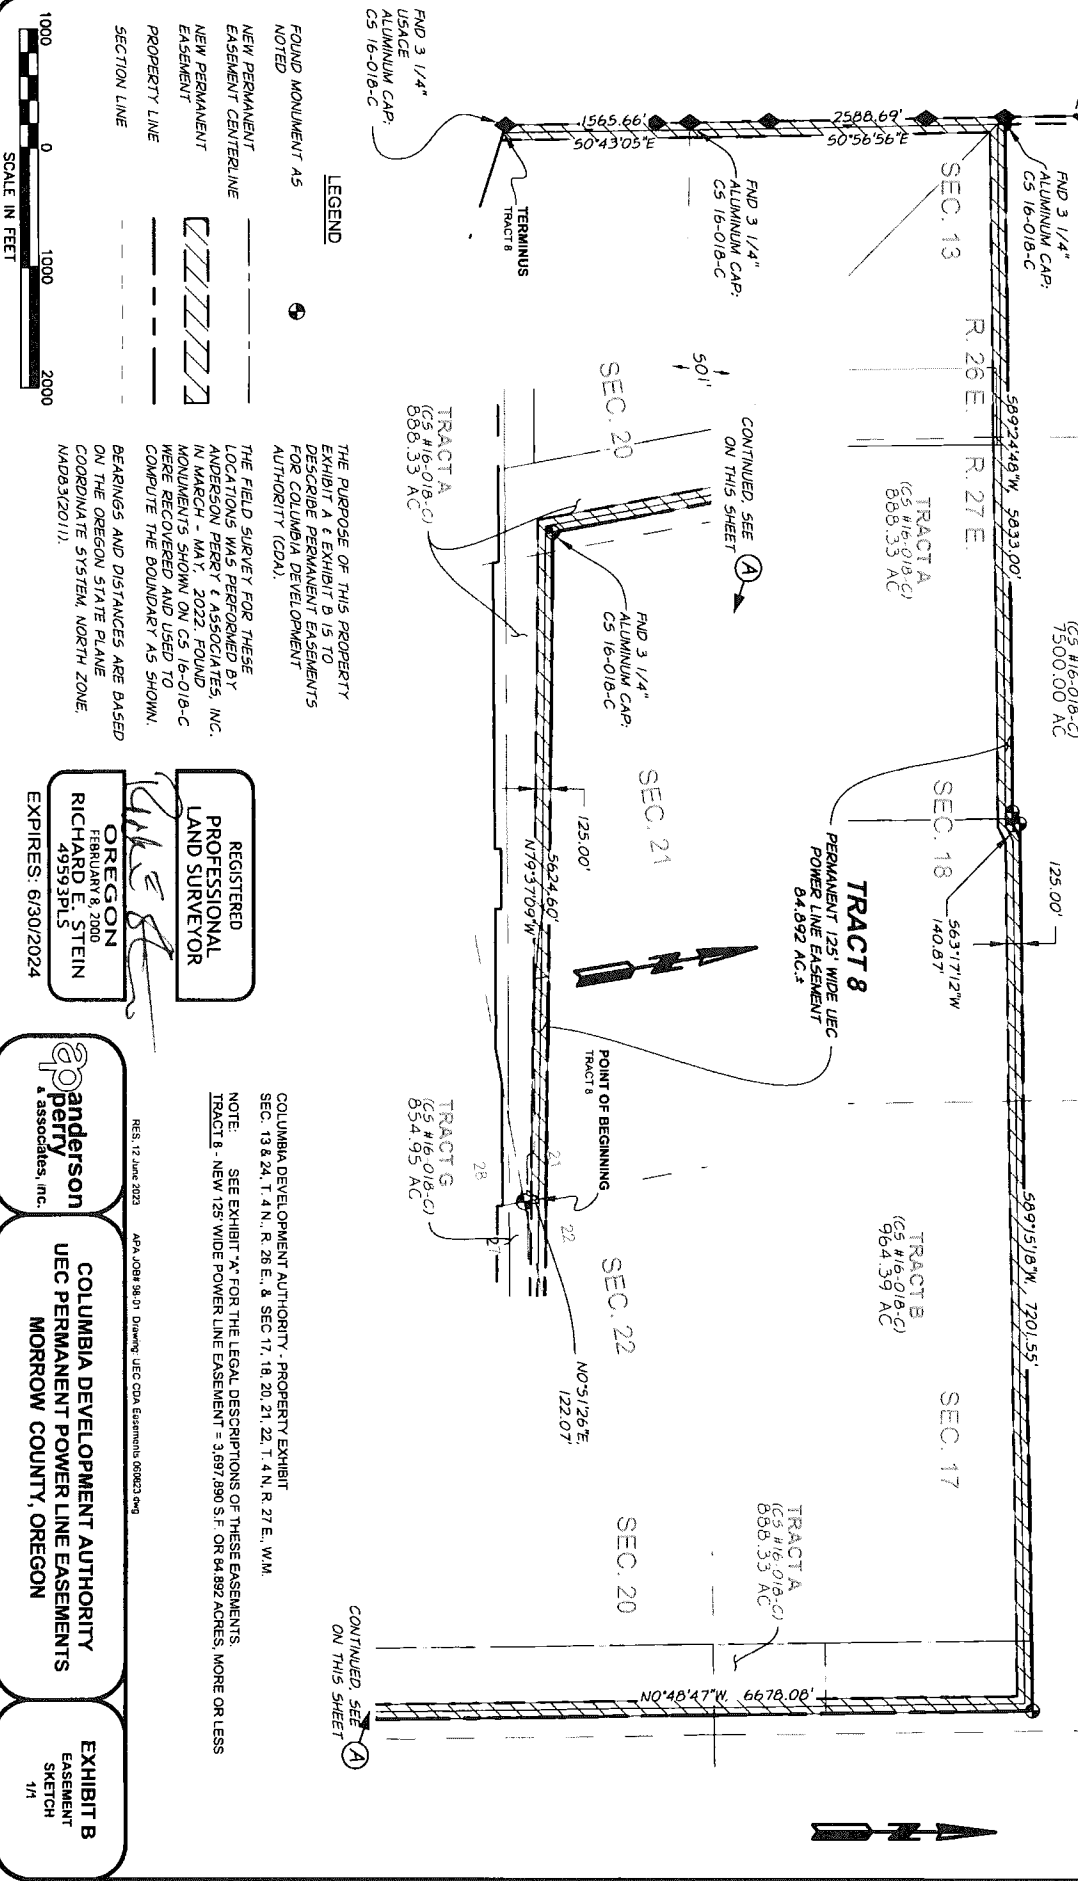 FND 3 1/4"
USACE
ALUMINUM CAP;
CS 16-018-C
1565.66'
S0°43'05"E
2588.69'
S0°56'56"E
FND 3 1/4"
ALUMINUM CAP;
CS 16-018-C
FND 3 1/4"
ALUMINUM CAP;
CS 16-018-C
TERMINUS
TRACT 8
SEC. 13
R. 26 E.
R. 27 E.
S89°24'48"W, 5833.00'
TRACT A
(CS #16-018-C)
888.33 AC
(CS #16-018-C)
7500.00 AC
SEC. 18
S63°17'12"W
140.87'
125.00'
TRACT 8
PERMANENT 125' WIDE UEC
POWER LINE EASEMENT
84.892 AC.±
S89°15'18"W, 7201.55'
TRACT B
(CS #16-018-C)
964.39 AC
SEC. 17
TRACT A
(CS #16-018-C)
888.33 AC
SEC. 20
N0°48'47"W, 6678.08'
CONTINUED, SEE
ON THIS SHEET
A
CONTINUED, SEE
ON THIS SHEET
A
501'
SEC. 20
TRACT A
(CS #16-018-C)
888.33 AC
FND 3 1/4"
ALUMINUM CAP;
CS 16-018-C
SEC. 21
125.00'
5624.60'
N79°37'09"W
N
POINT OF BEGINNING
TRACT 8
21
22
28
27
TRACT G
(CS #16-018-C)
854.95 AC
SEC. 22
N0°51'26"E,
122.07'
N
LEGEND
FOUND MONUMENT AS
NOTED
NEW PERMANENT
EASEMENT CENTERLINE
NEW PERMANENT
EASEMENT
PROPERTY LINE
SECTION LINE
1000 0 1000 2000
SCALE IN FEET
THE PURPOSE OF THIS PROPERTY
EXHIBIT A & EXHIBIT B IS TO
DESCRIBE PERMANENT EASEMENTS
FOR COLUMBIA DEVELOPMENT
AUTHORITY (CDA).
THE FIELD SURVEY FOR THESE
LOCATIONS WAS PERFORMED BY
ANDERSON PERRY & ASSOCIATES, INC.
IN MARCH - MAY, 2022. FOUND
MONUMENTS SHOWN ON CS 16-018-C
WERE RECOVERED AND USED TO
COMPUTE THE BOUNDARY AS SHOWN.
BEARINGS AND DISTANCES ARE BASED
ON THE OREGON STATE PLANE
COORDINATE SYSTEM, NORTH ZONE,
NAD83(2011).
REGISTERED
PROFESSIONAL
LAND SURVEYOR
OREGON
FEBRUARY 8, 2000
RICHARD E. STEIN
49593PLS
EXPIRES: 6/30/2024
COLUMBIA DEVELOPMENT AUTHORITY - PROPERTY EXHIBIT
SEC. 13 & 24, T. 4 N., R. 26 E., & SEC 17, 18, 20, 21, 22, T. 4 N., R. 27 E., W.M.
NOTE: SEE EXHIBIT "A" FOR THE LEGAL DESCRIPTIONS OF THESE EASEMENTS.
TRACT 8 - NEW 125' WIDE POWER LINE EASEMENT = 3,697,890 S.F. OR 84.892 ACRES, MORE OR LESS
RES, 12 June 2023 APA JOB# 98-01 Drawing: UEC CDA Easements 060823.dwg
ap anderson
perry
& associates, inc.
COLUMBIA DEVELOPMENT AUTHORITY
UEC PERMANENT POWER LINE EASEMENTS
MORROW COUNTY, OREGON
EXHIBIT B
EASEMENT
SKETCH
1/1